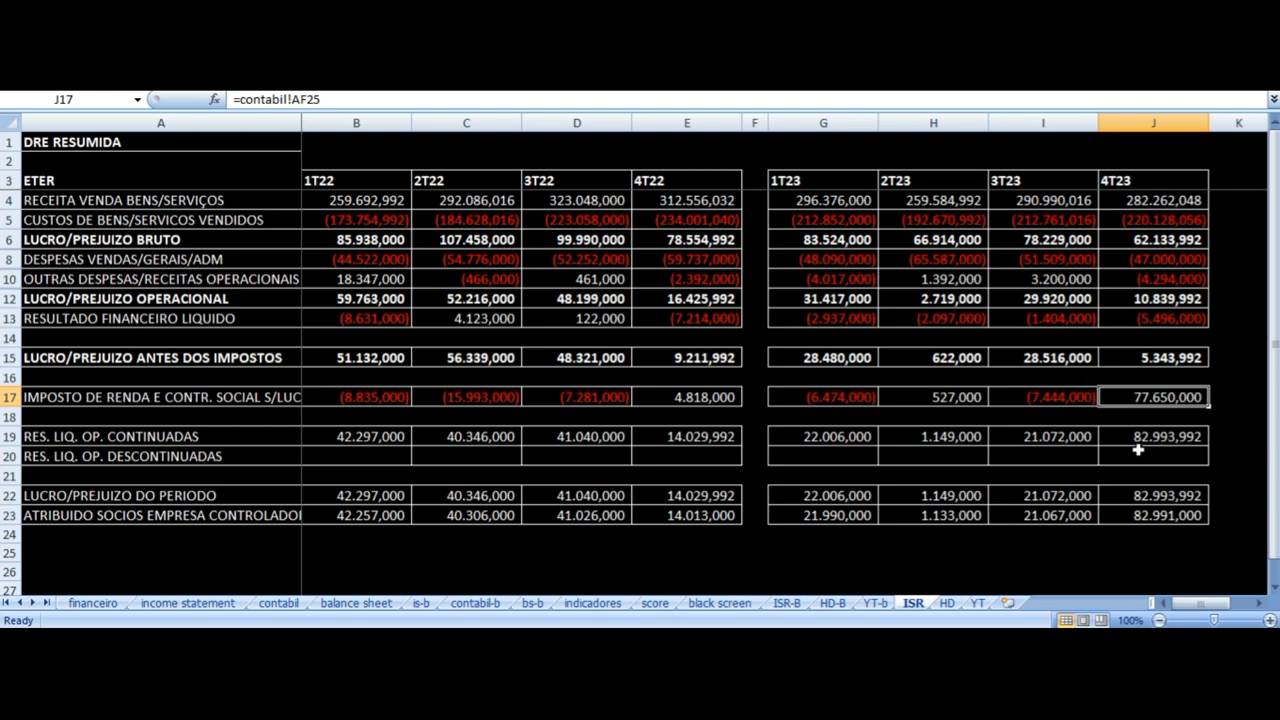 J17 fx =contabil!AF25
A B C D E F G H I J K
1 DRE RESUMIDA
2
3 ETER 1T22 2T22 3T22 4T22 1T23 2T23 3T23 4T23
4 RECEITA VENDA BENS/SERVIÇOS 259.692,992 292.086,016 323.048,000 312.556,032 296.376,000 259.584,992 290.990,016 282.262,048
5 CUSTOS DE BENS/SERVICOS VENDIDOS (173.754,992) (184.628,016) (223.058,000) (234.001,040) (212.852,000) (192.670,992) (212.761,016) (220.128,056)
6 LUCRO/PREJUIZO BRUTO 85.938,000 107.458,000 99.990,000 78.554,992 83.524,000 66.914,000 78.229,000 62.133,992
8 DESPESAS VENDAS/GERAIS/ADM (44.522,000) (54.776,000) (52.252,000) (59.737,000) (48.090,000) (65.587,000) (51.509,000) (47.000,000)
10 OUTRAS DESPESAS/RECEITAS OPERACIONAIS 18.347,000 (466,000) 461,000 (2.392,000) (4.017,000) 1.392,000 3.200,000 (4.294,000)
12 LUCRO/PREJUIZO OPERACIONAL 59.763,000 52.216,000 48.199,000 16.425,992 31.417,000 2.719,000 29.920,000 10.839,992
13 RESULTADO FINANCEIRO LIQUIDO (8.631,000) 4.123,000 122,000 (7.214,000) (2.937,000) (2.097,000) (1.404,000) (5.496,000)
14
15 LUCRO/PREJUIZO ANTES DOS IMPOSTOS 51.132,000 56.339,000 48.321,000 9.211,992 28.480,000 622,000 28.516,000 5.343,992
16
17 IMPOSTO DE RENDA E CONTR. SOCIAL S/LUC (8.835,000) (15.993,000) (7.281,000) 4.818,000 (6.474,000) 527,000 (7.444,000) 77.650,000
18
19 RES. LIQ. OP. CONTINUADAS 42.297,000 40.346,000 41.040,000 14.029,992 22.006,000 1.149,000 21.072,000 82.993,992
20 RES. LIQ. OP. DESCONTINUADAS
21
22 LUCRO/PREJUIZO DO PERIODO 42.297,000 40.346,000 41.040,000 14.029,992 22.006,000 1.149,000 21.072,000 82.993,992
23 ATRIBUIDO SOCIOS EMPRESA CONTROLADOR 42.257,000 40.306,000 41.026,000 14.013,000 21.990,000 1.133,000 21.067,000 82.991,000
24
25
26
27
financeiro income statement contabil balance sheet is-b contabil-b bs-b indicadores score black screen ISR-B HD-B YT-b ISR HD YT
Ready 100%